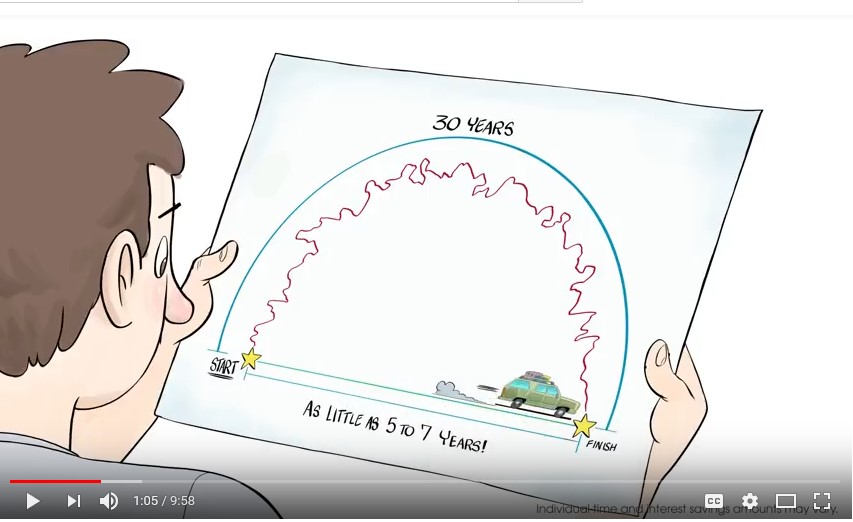 30 YEARS
START
AS LITTLE AS 5 TO 7 YEARS!
FINISH
Individual time and interest savings amounts may vary.
1:05 / 9:58
CC